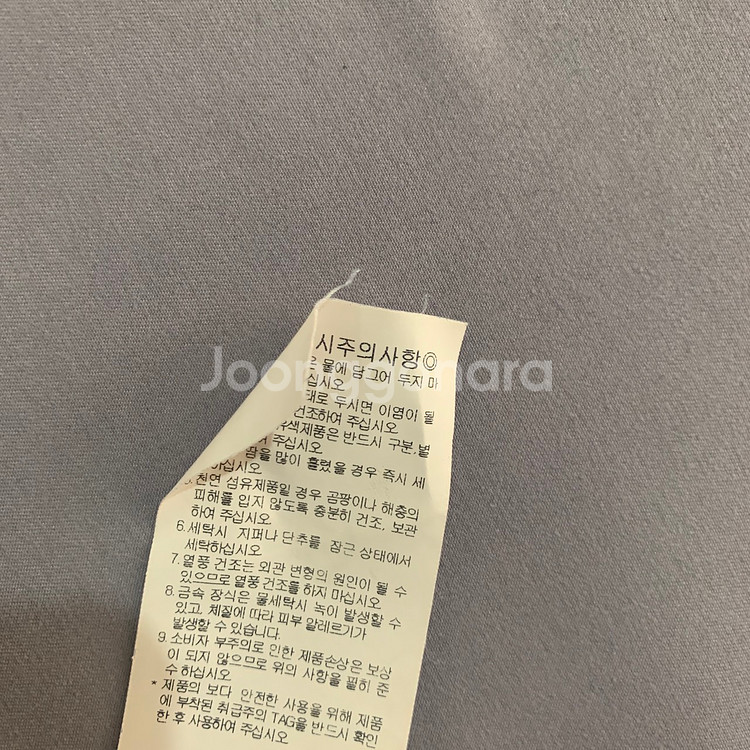 시주의사항◎
물에 담그어 두지 마
십시오
태로 두시면 이염이 될
건조하여 주십시오
유색제품은 반드시 구분,별
주십시오
땀을 많이 흘렸을 경우 즉시 세
하십시오
5.천연 섬유제품일 경우 곰팡이나 해충의
피해를 입지 않도록 충분히 건조, 보관
하여 주십시오
6.세탁시 지퍼나 단추를 잠근 상태에서
세탁하십시오
7.열풍 건조는 외관 변형의 원인이 될 수
있으므로 열풍 건조를 하지 마십시오
8.금속 장식은 물세탁시 녹이 발생할 수
있고, 체질에 따라 피부 알레르기가
발생할 수 있습니다.
9.소비자 부주의로 인한 제품손상은 보상
이 되지 않으므로 위의 사항을 필히 준
수 하십시오
* 제품의 보다 안전한 사용을 위해 제품
에 부착된 취급주의 TAG을 반드시 확인
한 후 사용하여 주십시오
Joonggonara